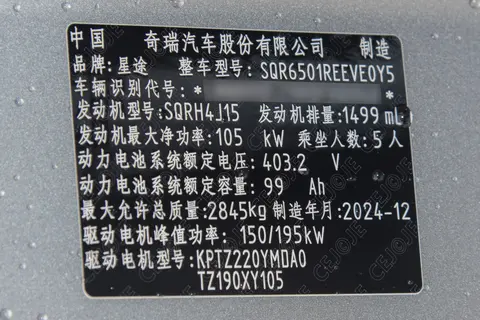 中国 奇瑞汽车股份有限公司 制造
品牌:星途 整车型号:SQR6501REEVE0Y5
车辆识别代号:* *
发动机型号:SQRH4J15 发动机排量:1499 mL
发动机最大净功率:105 kW 乘坐人数:5 人
动力电池系统额定电压:403.2 V
动力电池系统额定容量:99 Ah
最大允许总质量:2845kg 制造年月:2024-12
驱动电机峰值功率:150/195kW
驱动电机型号:KPTZ220YMDA0
TZ190XY105